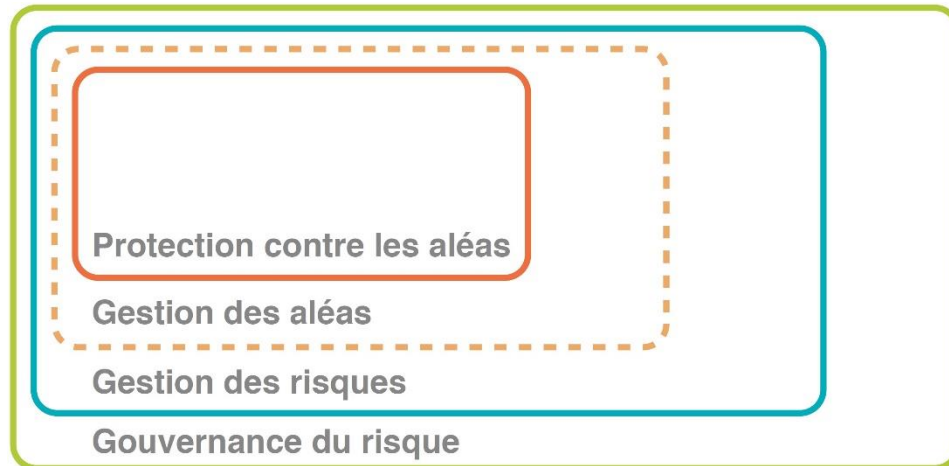 Protection contre les aléas
Gestion des aléas
Gestion des risques
Gouvernance du risque